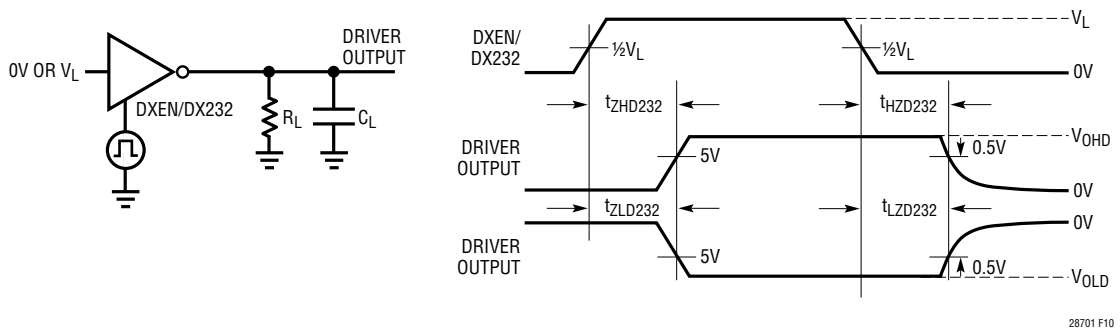 0V OR VL
DXEN/DX232
DRIVER
OUTPUT
RL
CL
DXEN/
DX232
½VL
½VL
VL
0V
tZHD232
tHZD232
DRIVER
OUTPUT
5V
VOHD
0.5V
0V
tZLD232
tLZD232
DRIVER
OUTPUT
5V
0V
0.5V
VOLD
28701 F10